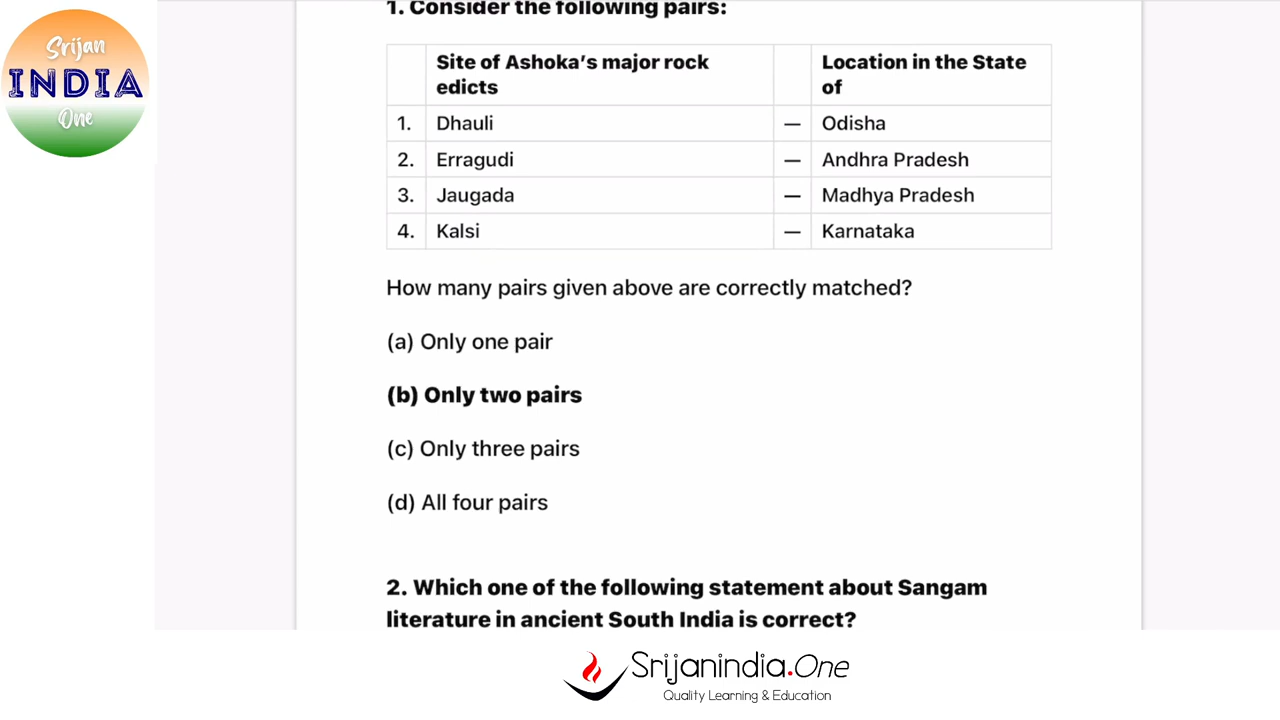 Srijan
INDIA
One
1. Consider the following pairs:
Site of Ashoka's major rock
edicts
Location in the State
of
1. Dhauli — Odisha
2. Erragudi — Andhra Pradesh
3. Jaugada — Madhya Pradesh
4. Kalsi — Karnataka
How many pairs given above are correctly matched?
(a) Only one pair
(b) Only two pairs
(c) Only three pairs
(d) All four pairs
2. Which one of the following statement about Sangam
literature in ancient South India is correct?
Srijanindia.One
Quality Learning & Education